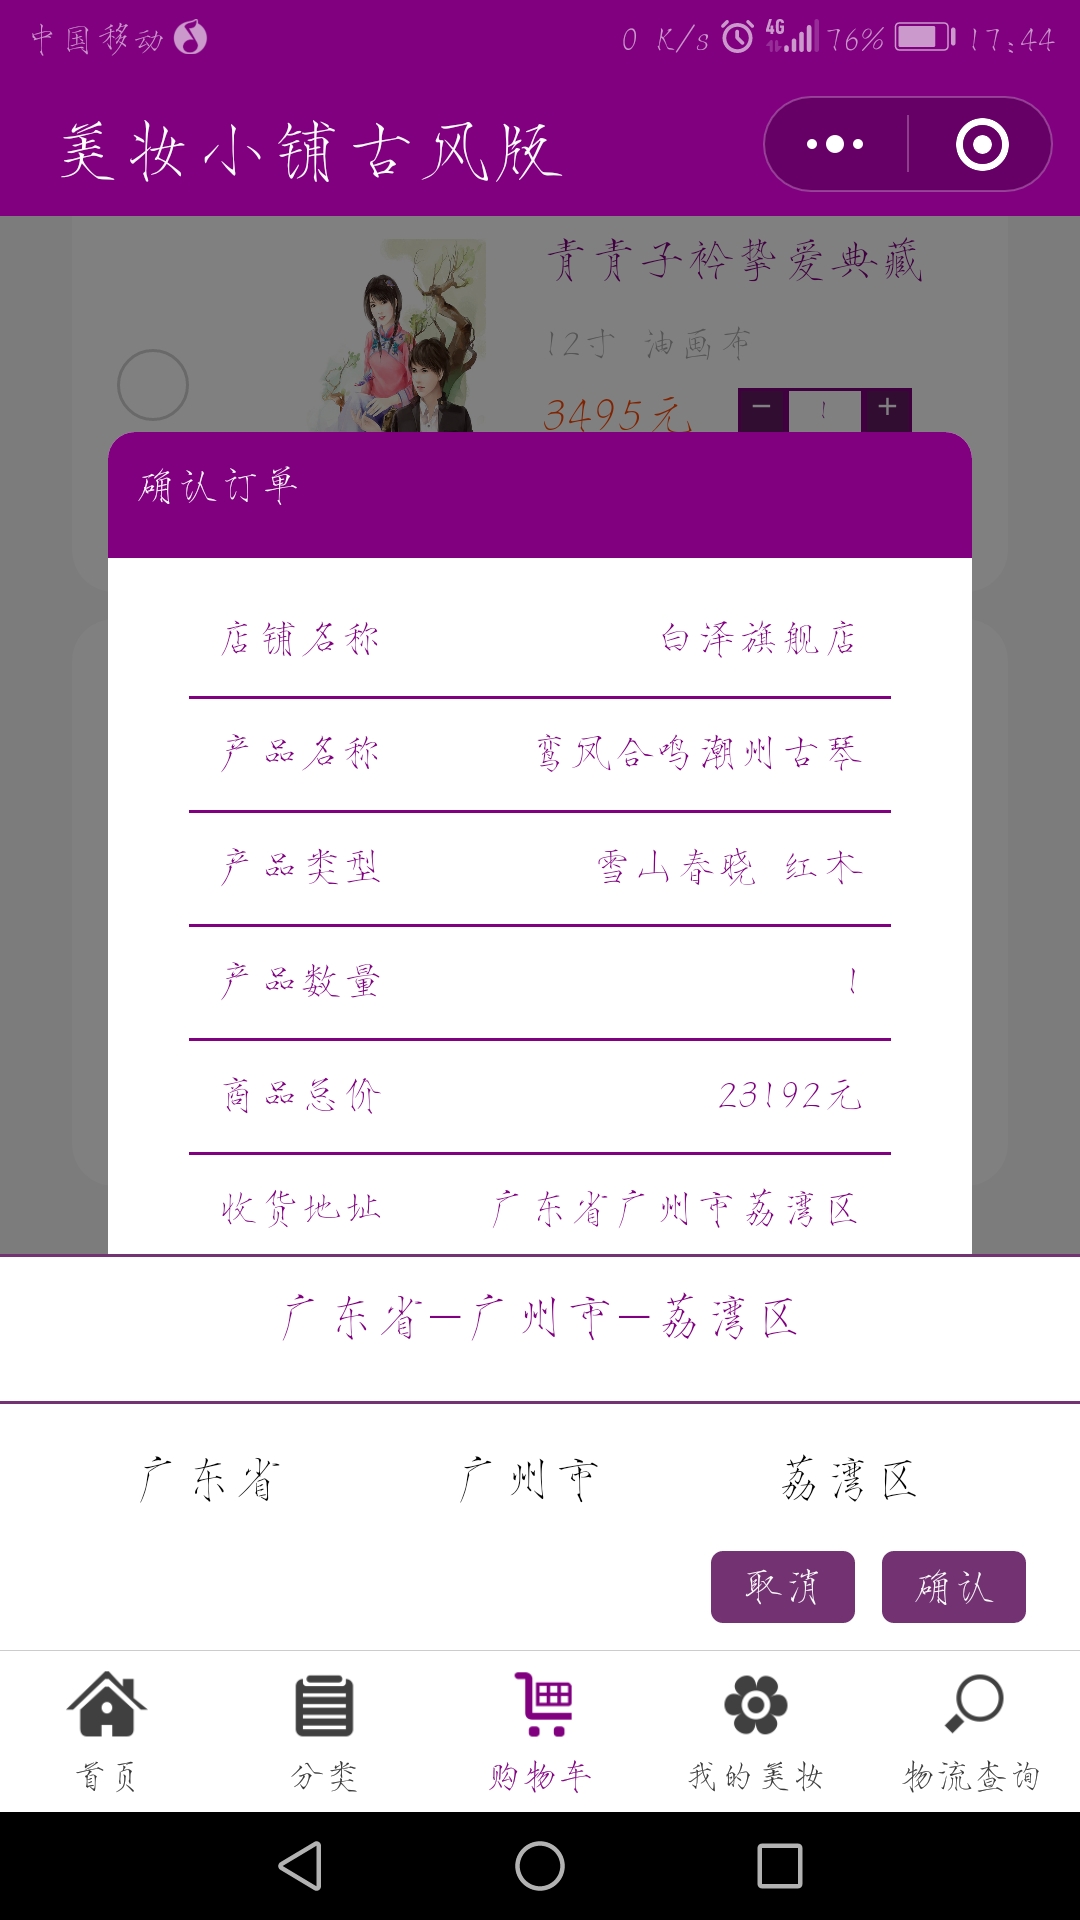 中国移动 0 K/s 4G 76% 17:44
美妆小铺古风版
青青子衿挚爱典藏
12寸 油画布
3495元 − 1 +
确认订单
店铺名称 白泽旗舰店
产品名称 鸾凤合鸣潮州古琴
产品类型 雪山春晓 红木
产品数量 1
商品总价 23192元
收货地址 广东省广州市荔湾区
广东省-广州市-荔湾区
广东省 广州市 荔湾区
取消 确认
首页 分类 购物车 我的美妆 物流查询